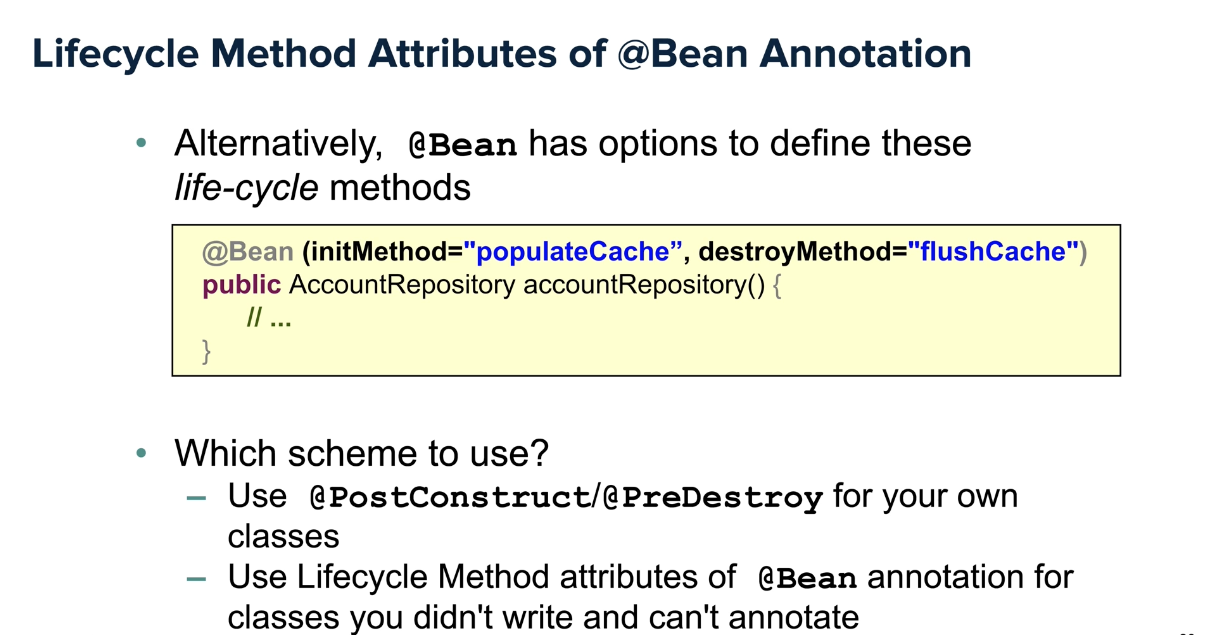 Lifecycle Method Attributes of @Bean Annotation
• Alternatively, @Bean has options to define these
life-cycle methods
@Bean (initMethod="populateCache”, destroyMethod="flushCache")
public AccountRepository accountRepository() {
// ...
}
• Which scheme to use?
– Use @PostConstruct/@PreDestroy for your own
classes
– Use Lifecycle Method attributes of @Bean annotation for
classes you didn't write and can't annotate